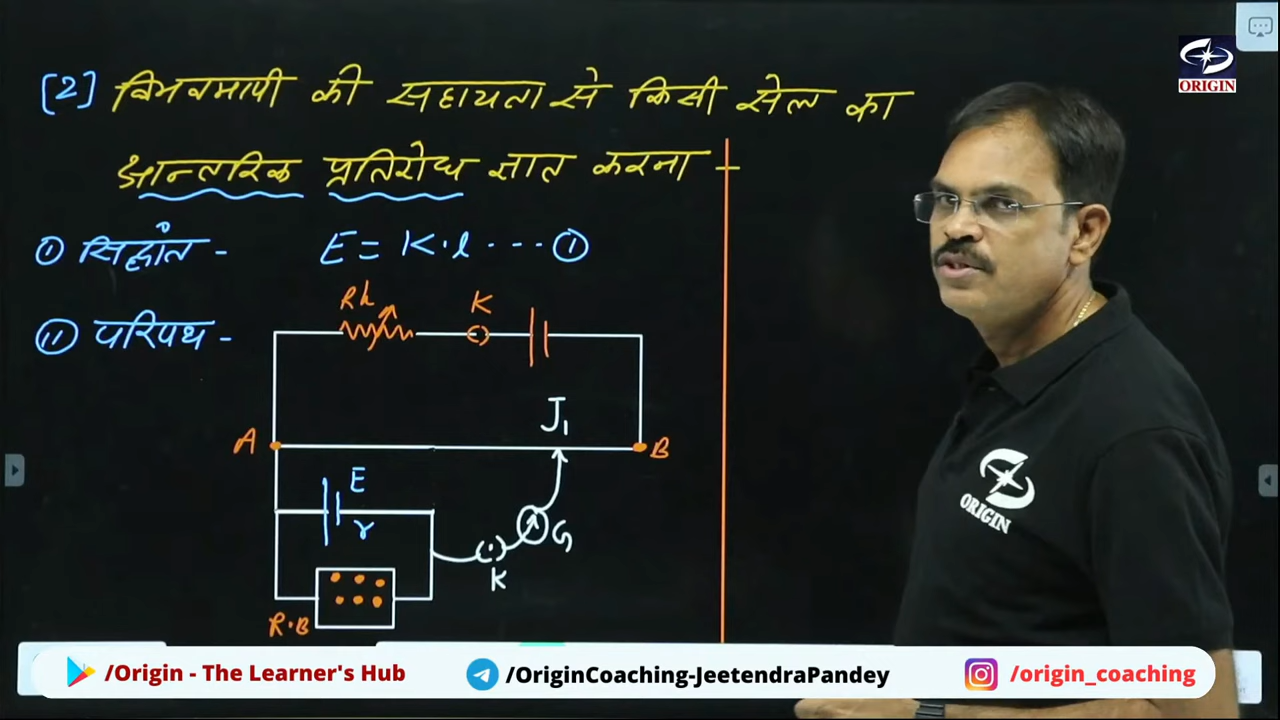 [2] विभवमापी की सहायता से किसी सेल का
आन्तरिक प्रतिरोध ज्ञात करना -
① सिद्धांत - E = K.l --- ①
② परिपथ -
Rh K
J1
A B
E
r
G
K
R.B
ORIGIN
ORIGIN
/Origin - The Learner's Hub /OriginCoaching-JeetendraPandey /origin_coaching